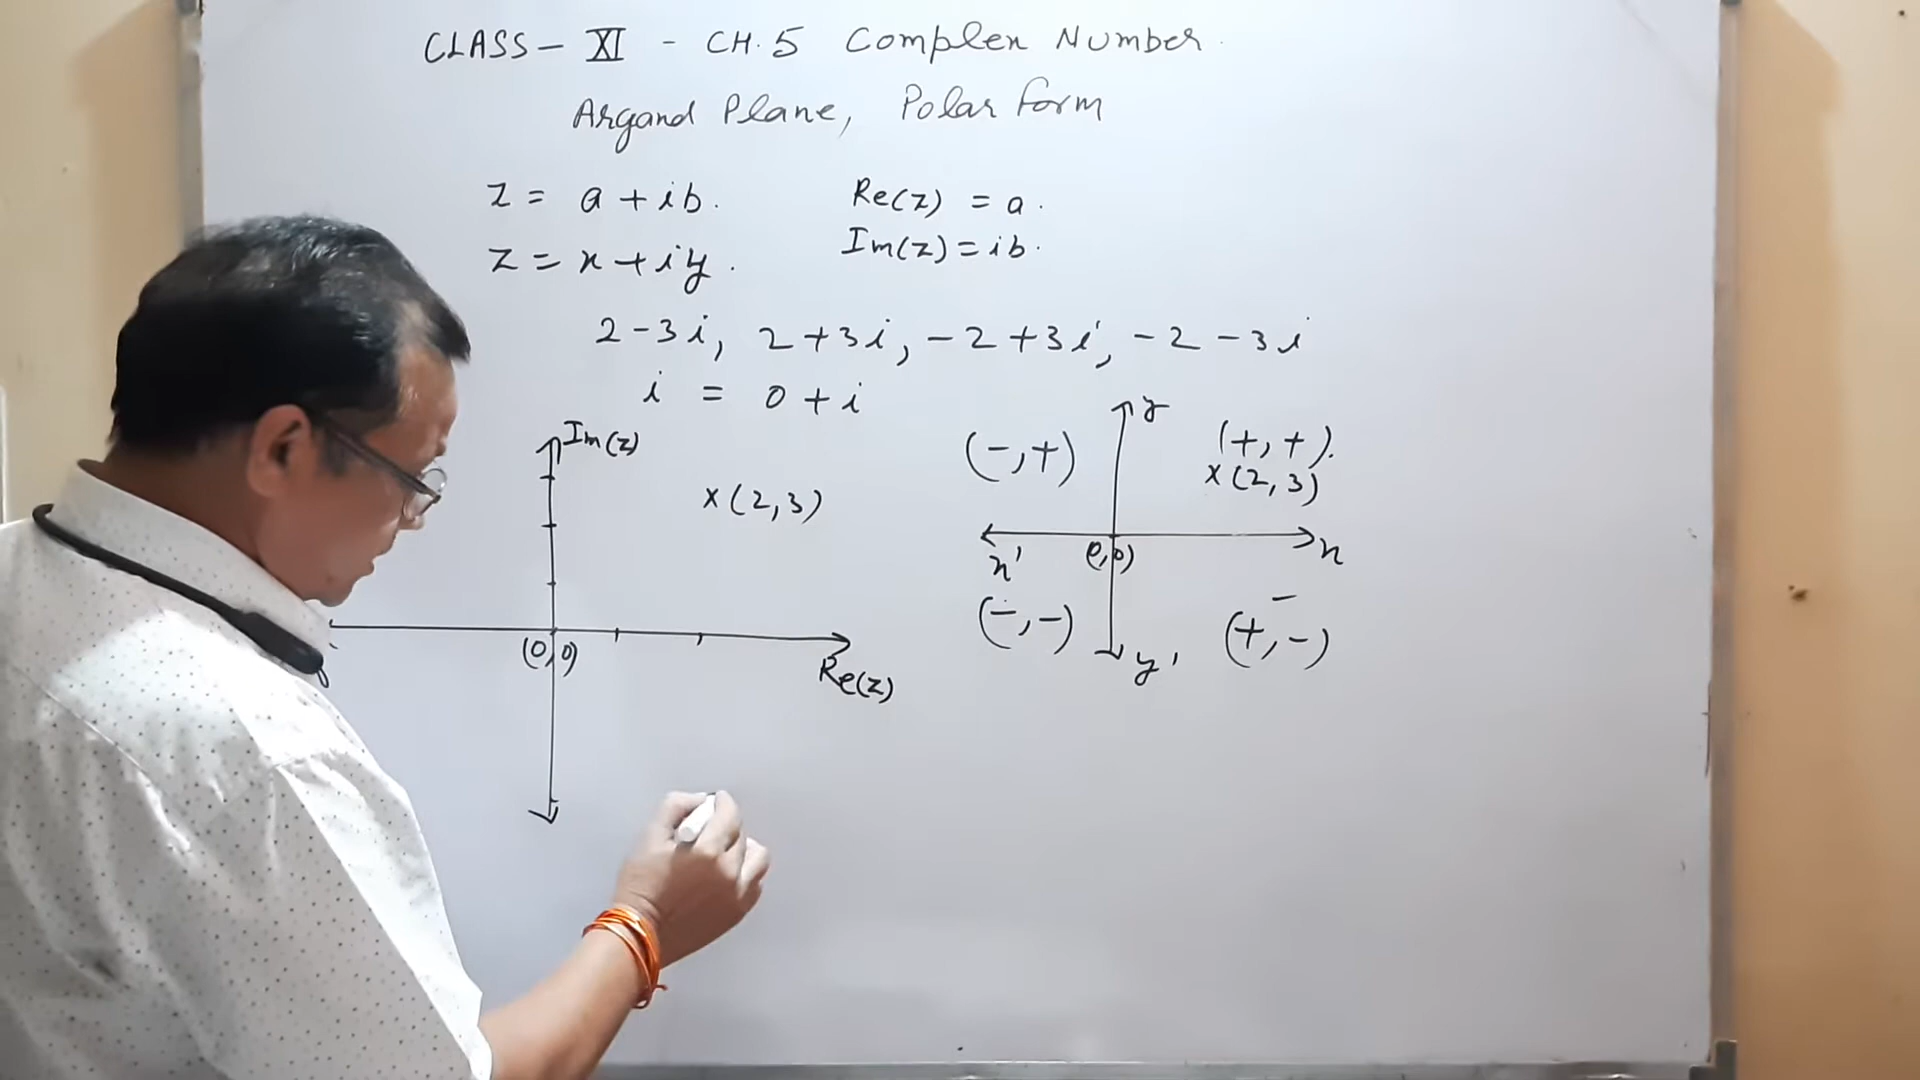 CLASS – XI - CH.5 Complex Number
Argand Plane, Polar form
z = a + ib.
Re(z) = a.
z = x + iy.
Im(z) = ib.
2 - 3i, 2 + 3i, -2 + 3i, -2 - 3i
i = 0 + i
Im(z)
×(2, 3)
(0, 0)
Re(z)
y
(-, +)
(+, +).
×(2, 3)
x'
(0, 0)
x
(-, -)
(+, -)
y'